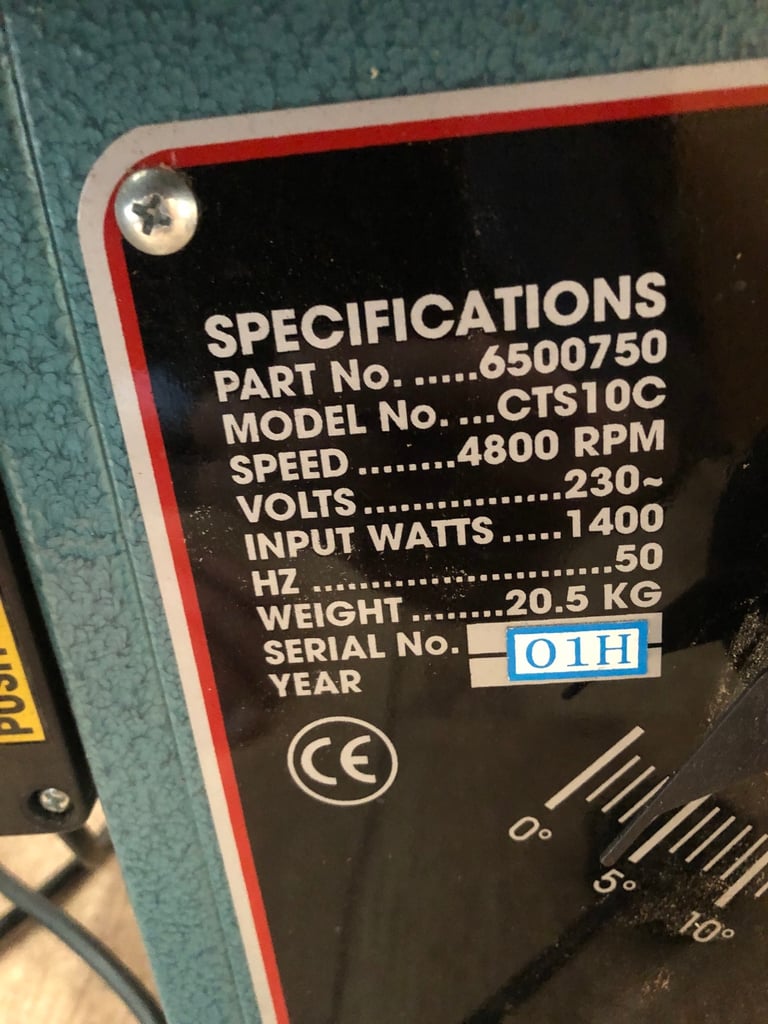 SPECIFICATIONS
PART No. .....6500750
MODEL No. ...CTS10C
SPEED ........4800 RPM
VOLTS ................230~
INPUT WATTS .....1400
HZ ........................50
WEIGHT ........20.5 KG
SERIAL No. 01H
YEAR
CE
0°
5°
10°
PUSH